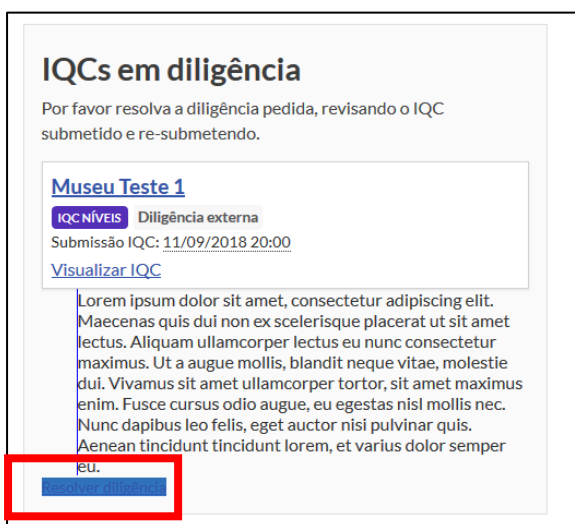 IQCs em diligência
Por favor resolva a diligência pedida, revisando o IQC
submetido e re-submetendo.
Museu Teste 1
IQC NÍVEIS Diligência externa
Submissão IQC: 11/09/2018 20:00
Visualizar IQC
Lorem ipsum dolor sit amet, consectetur adipiscing elit.
Maecenas quis dui non ex scelerisque placerat ut sit amet
lectus. Aliquam ullamcorper lectus eu nunc consectetur
maximus. Ut a augue mollis, blandit neque vitae, molestie
dui. Vivamus sit amet ullamcorper tortor, sit amet maximus
enim. Fusce cursus odio augue, eu egestas nisl mollis nec.
Nunc dapibus leo felis, eget auctor nisi pulvinar quis.
Aenean tincidunt tincidunt lorem, et varius dolor semper
eu.
Resolver diligência